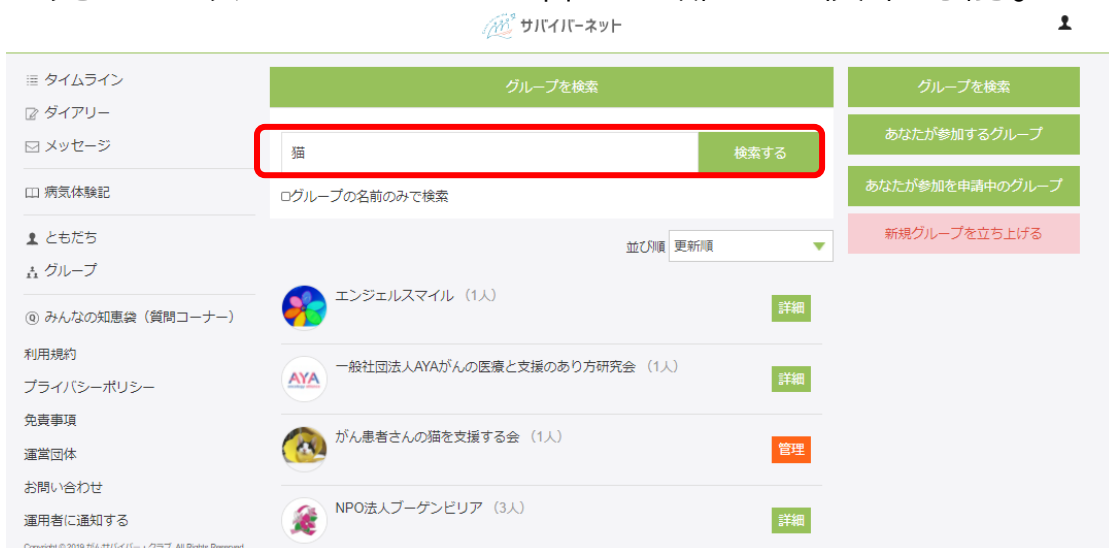 サバイバーネット
タイムライン
ダイアリー
メッセージ
病気体験記
ともだち
グループ
みんなの知恵袋（質問コーナー）
利用規約
プライバシーポリシー
免責事項
運営団体
お問い合わせ
運用者に通知する
グループを検索
猫
検索する
□グループの名前のみで検索
並び順 更新順
エンジェルスマイル（1人）
詳細
AYA
一般社団法人AYAがんの医療と支援のあり方研究会（1人）
詳細
がん患者さんの猫を支援する会（1人）
管理
NPO法人ブーゲンビリア（3人）
詳細
グループを検索
あなたが参加するグループ
あなたが参加を申請中のグループ
新規グループを立ち上げる